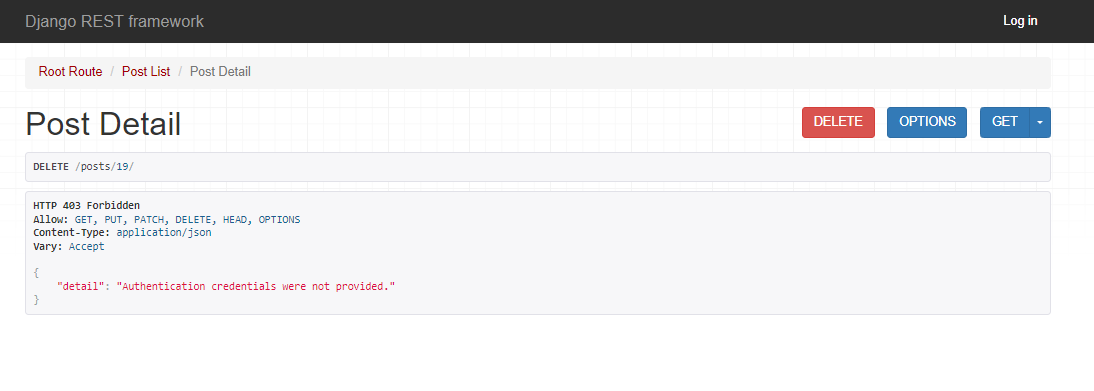 Django REST framework
Log in
Root Route / Post List / Post Detail
Post Detail
DELETE
OPTIONS
GET
DELETE /posts/19/
HTTP 403 Forbidden
Allow: GET, PUT, PATCH, DELETE, HEAD, OPTIONS
Content-Type: application/json
Vary: Accept
{
    "detail": "Authentication credentials were not provided."
}